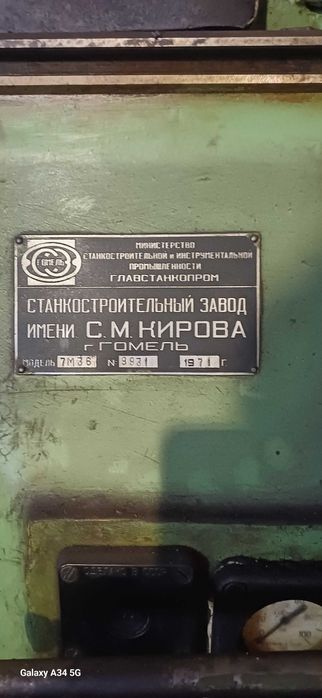 ГОМЕЛЬ
МИНИСТЕРСТВО
СТАНКОСТРОИТЕЛЬНОЙ и ИНСТРУМЕНТАЛЬНОЙ
ПРОМЫШЛЕННОСТИ
ГЛАВСТАНКОПРОМ
СТАНКОСТРОИТЕЛЬНЫЙ ЗАВОД
ИМЕНИ С.М.КИРОВА
г ГОМЕЛЬ
МОДЕЛЬ 7М36 № 9931 1971 г
СДЕЛАНО В СССР
100
Galaxy A34 5G